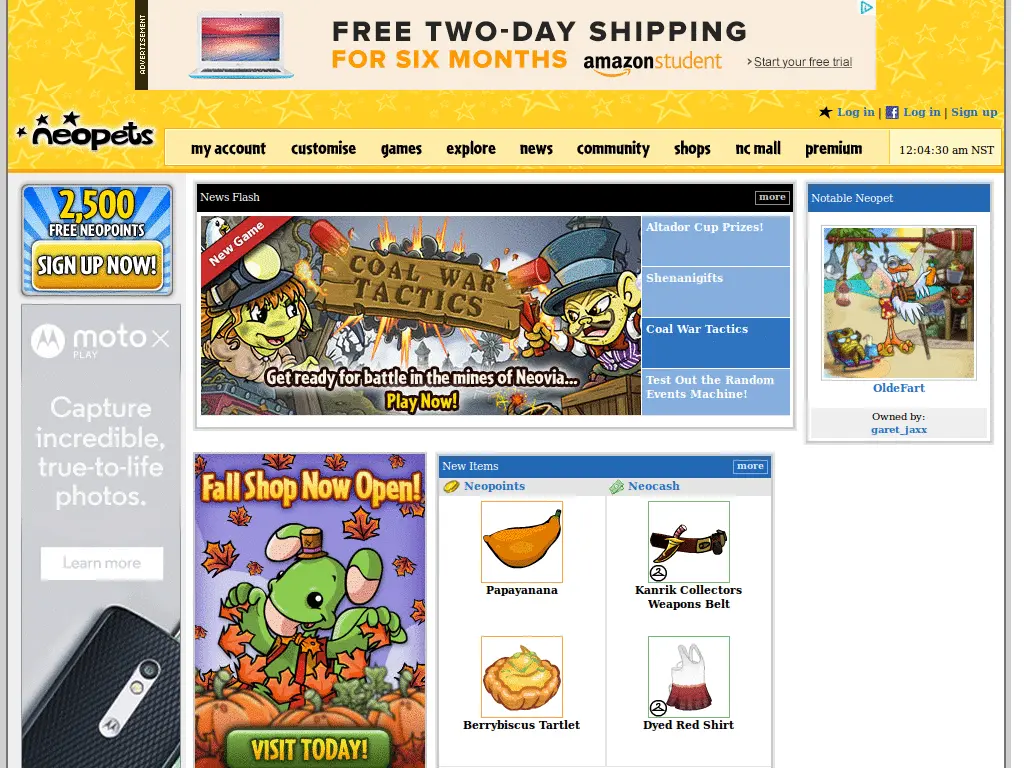 ADVERTISEMENT
FREE TWO-DAY SHIPPING
FOR SIX MONTHS amazonstudent
› Start your free trial
Log in | Log in | Sign up
neopets
my account customise games explore news community shops nc mall premium
12:04:30 am NST
2,500
FREE NEOPOINTS
SIGN UP NOW!
moto x
PLAY
Capture
incredible,
true-to-life
photos.
Learn more
News Flash more
New Game
COAL WAR
TACTICS
Get ready for battle in the mines of Neovia...
Play Now!
Altador Cup Prizes!
Shenanigifts
Coal War Tactics
Test Out the Random
Events Machine!
Notable Neopet
OldeFart
Owned by:
garet_jaxx
Fall Shop Now Open!
VISIT TODAY!
New Items more
Neopoints Neocash
Papayanana
Kanrik Collectors
Weapons Belt
Berrybiscus Tartlet
Dyed Red Shirt